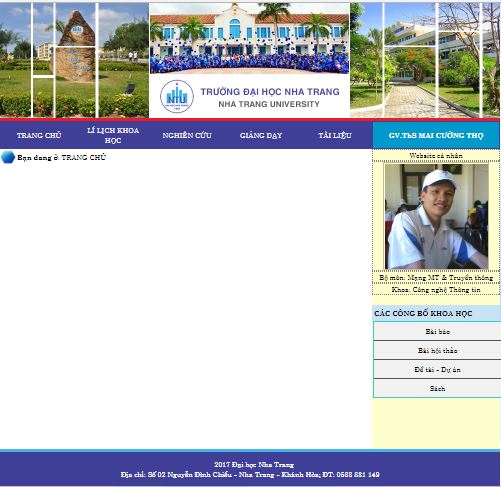 TRƯỜNG ĐẠI HỌC NHA TRANG
NHA TRANG UNIVERSITY
TRANG CHỦ
LÍ LỊCH KHOA HỌC
NGHIÊN CỨU
GIẢNG DẠY
TÀI LIỆU
GV.ThS MAI CƯỜNG THỌ
Bạn đang ở: TRANG CHỦ
Website cá nhân
Bộ môn: Mạng MT & Truyền thông
Khoa: Công nghệ Thông tin
CÁC CÔNG BỐ KHOA HỌC
Bài báo
Bài hội thảo
Đề tài - Dự án
Sách
2017 Đại học Nha Trang
Địa chỉ: Số 02 Nguyễn Đình Chiểu - Nha Trang - Khánh Hòa; ĐT: 0583 831 149